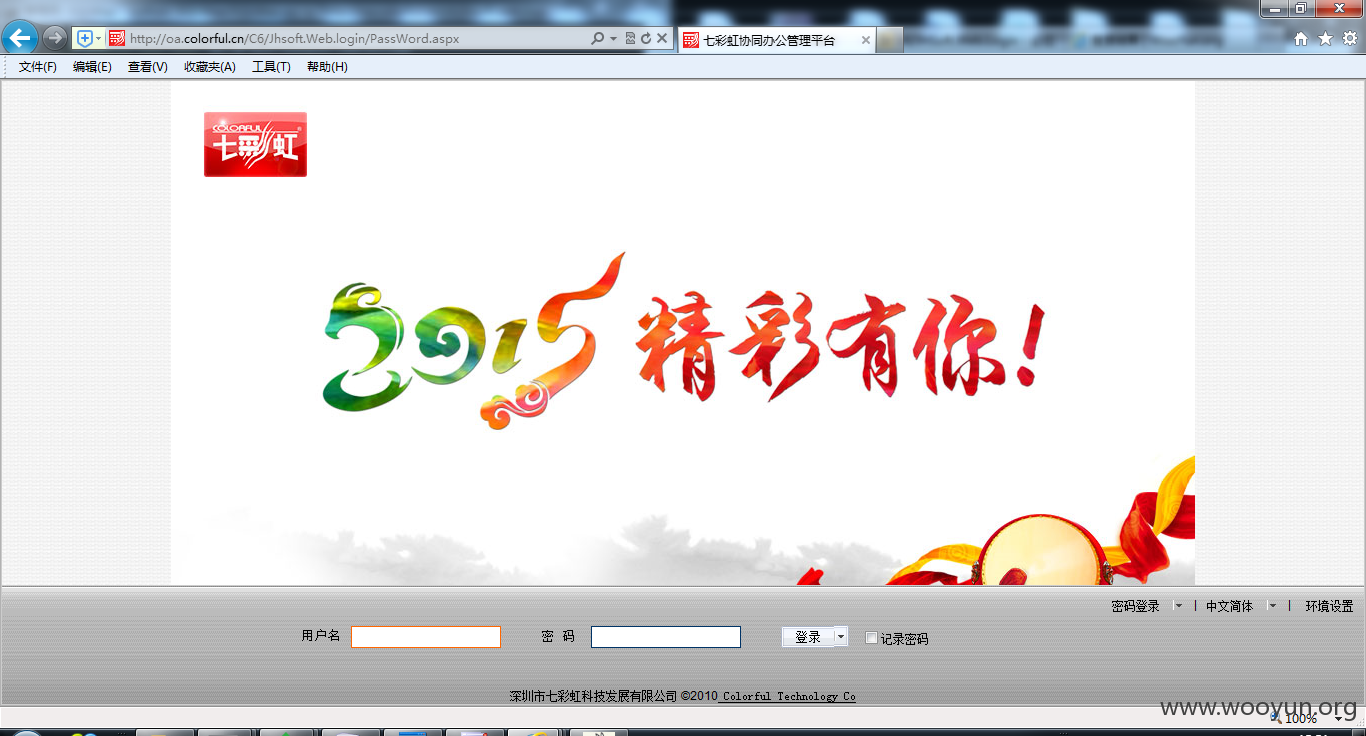 http://oa.colorful.cn/C6/Jhsoft.Web.login/PassWord.aspx
七彩虹协同办公管理平台
文件(F) 编辑(E) 查看(V) 收藏夹(A) 工具(T) 帮助(H)
COLORFUL
七彩虹
2015 精彩有你!
密码登录 中文简体 环境设置
用户名 密 码 登录 记录密码
深圳市七彩虹科技发展有限公司 ©2010 Colorful Technology Co
www.wooyun.org
100%